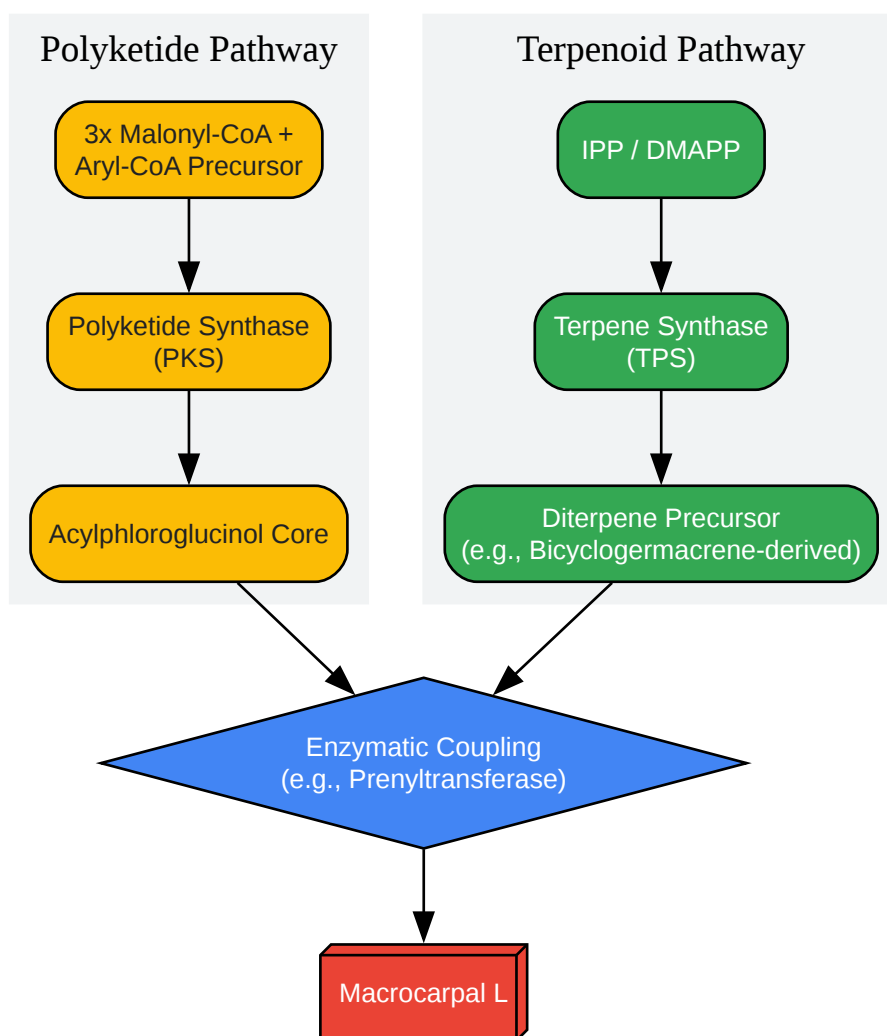 Polyketide Pathway
3x Malonyl-CoA +
Aryl-CoA Precursor
Polyketide Synthase
(PKS)
Acylphloroglucinol Core
Terpenoid Pathway
IPP / DMAPP
Terpene Synthase
(TPS)
Diterpene Precursor
(e.g., Bicyclogermacrene-derived)
Enzymatic Coupling
(e.g., Prenyltransferase)
Macrocarpal L